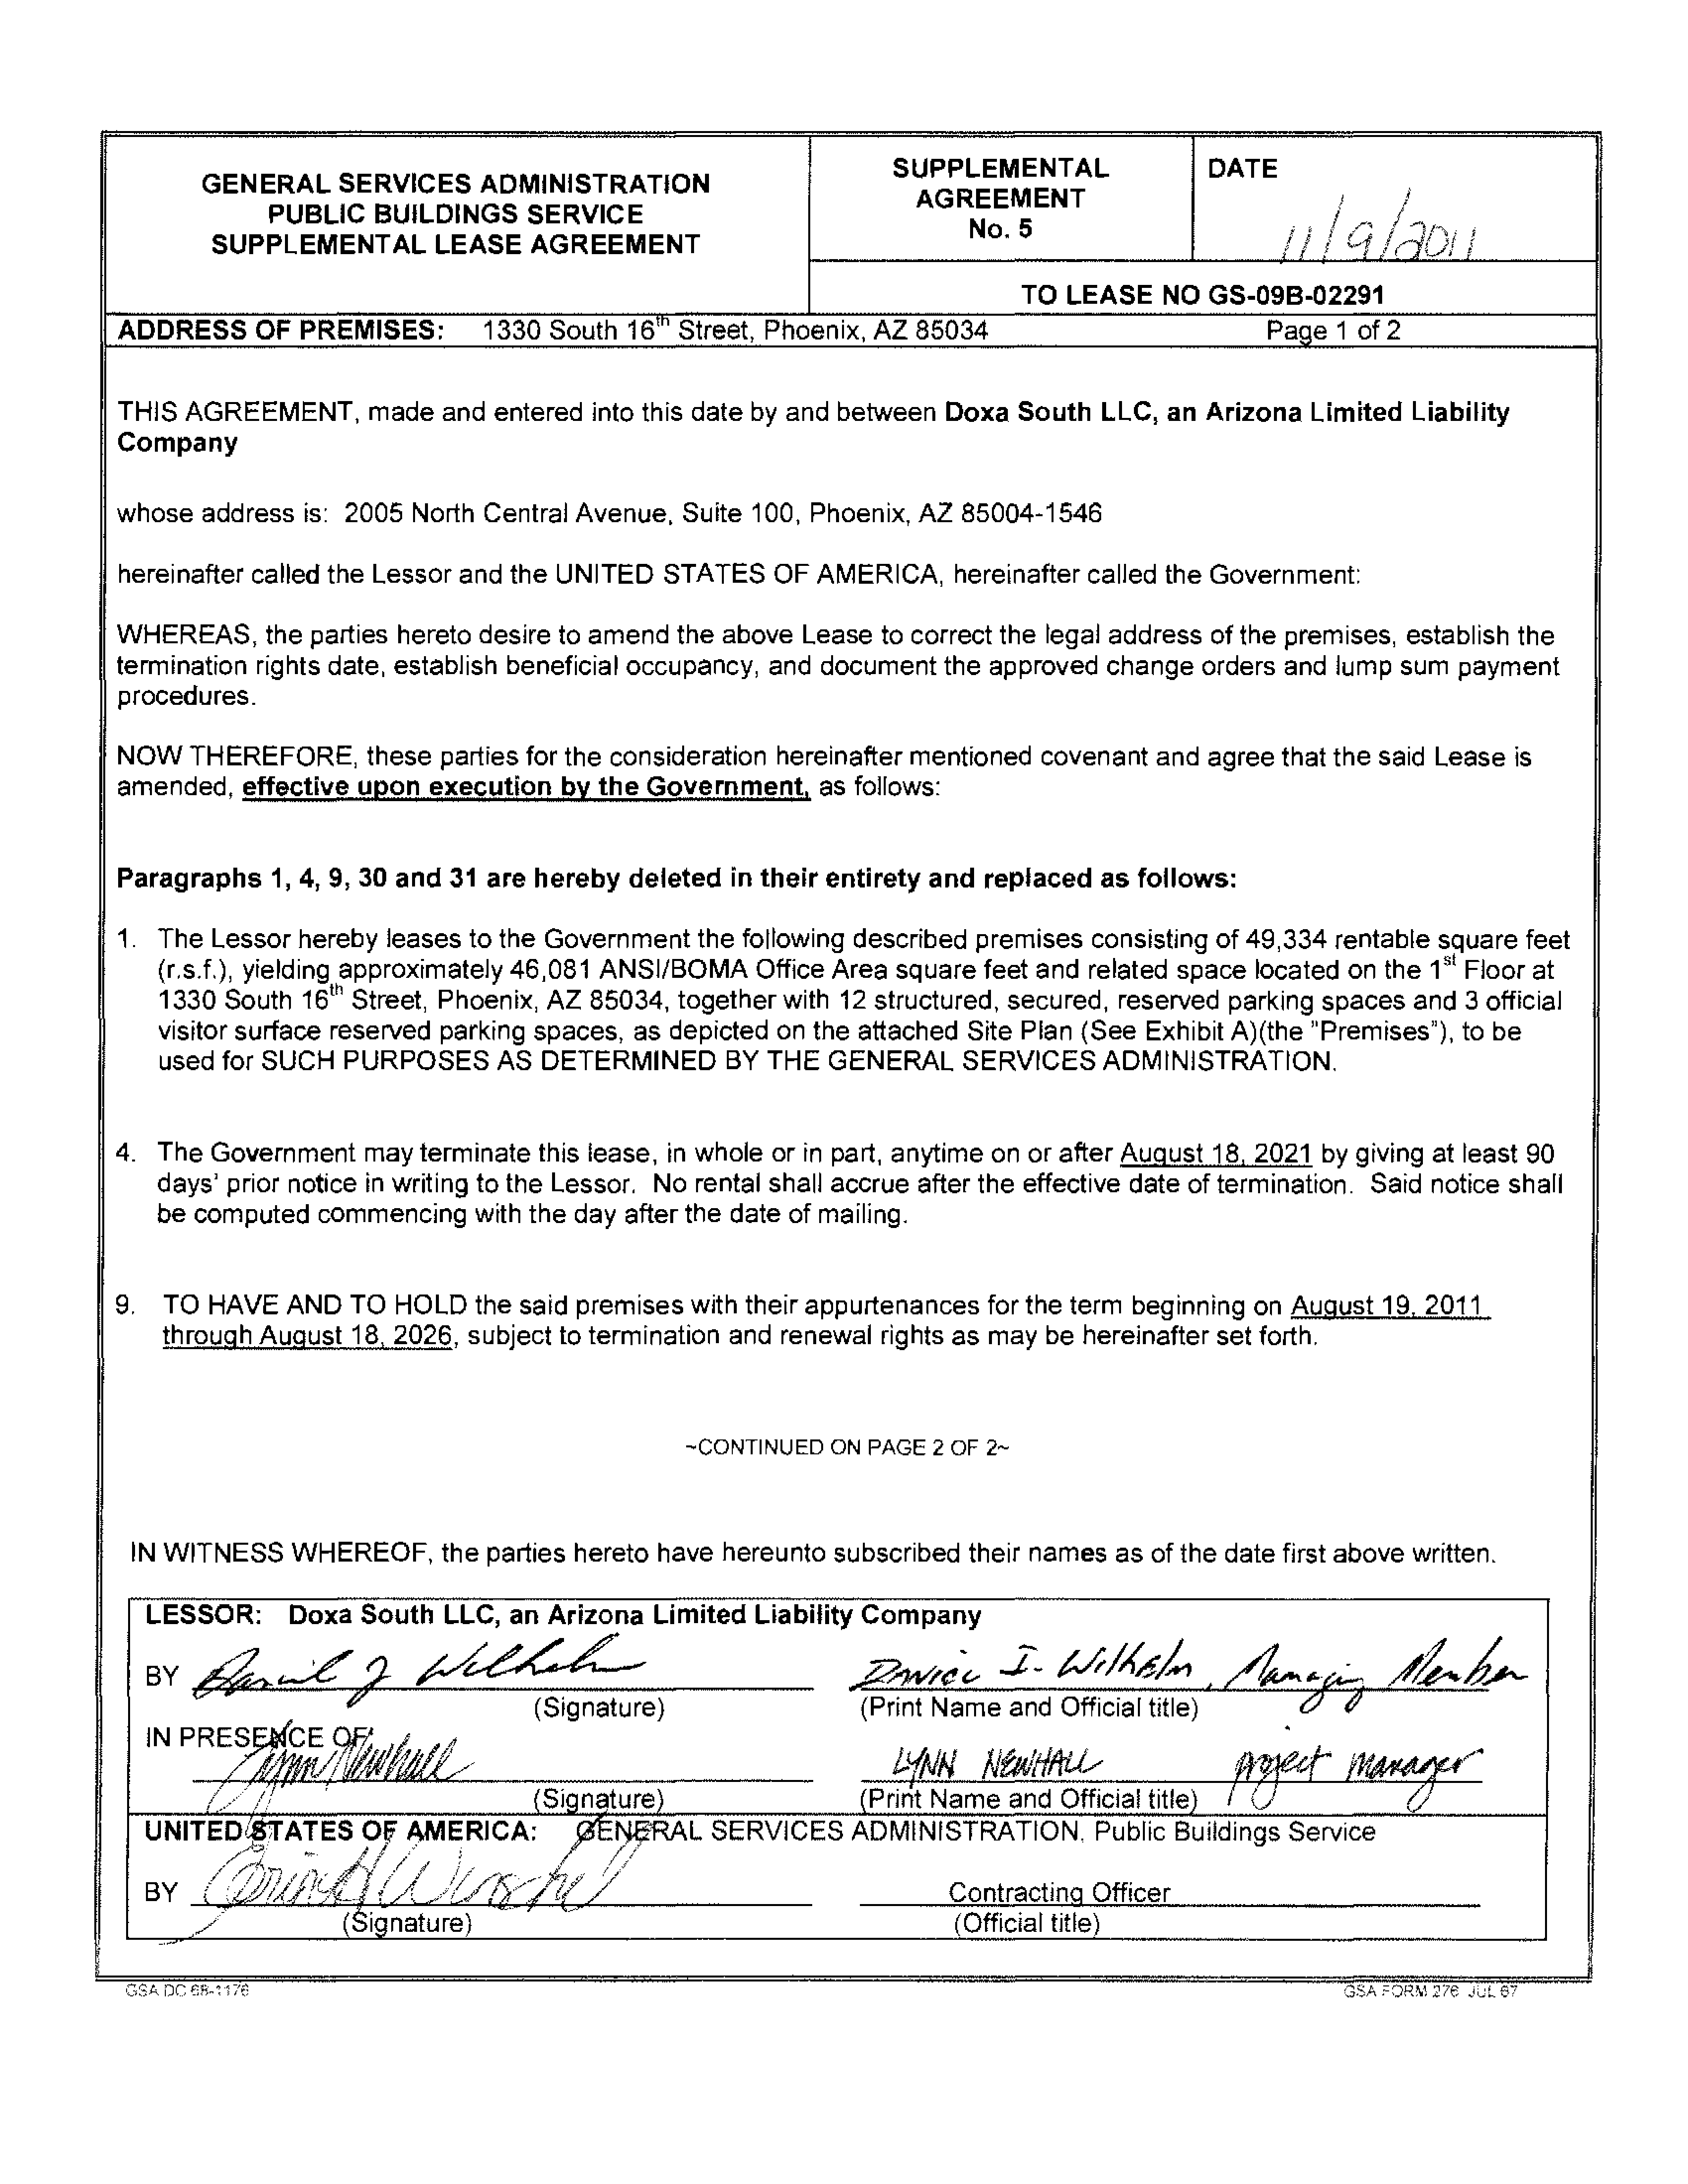 GENERAL SERVICES ADMINISTRATION
PUBLIC BUILDINGS SERVICE
SUPPLEMENTAL LEASE AGREEMENT
SUPPLEMENTAL
AGREEMENT
No. 5
DATE
11/9/2011
TO LEASE NO GS-09B-02291
ADDRESS OF PREMISES: 1330 South 16th Street, Phoenix, AZ 85034 Page 1 of 2
THIS AGREEMENT, made and entered into this date by and between Doxa South LLC, an Arizona Limited Liability
Company
whose address is: 2005 North Central Avenue, Suite 100, Phoenix, AZ 85004-1546
hereinafter called the Lessor and the UNITED STATES OF AMERICA, hereinafter called the Government:
WHEREAS, the parties hereto desire to amend the above Lease to correct the legal address of the premises, establish the
termination rights date, establish beneficial occupancy, and document the approved change orders and lump sum payment
procedures.
NOW THEREFORE, these parties for the consideration hereinafter mentioned covenant and agree that the said Lease is
amended, effective upon execution by the Government, as follows:
Paragraphs 1, 4, 9, 30 and 31 are hereby deleted in their entirety and replaced as follows:
1. The Lessor hereby leases to the Government the following described premises consisting of 49,334 rentable square feet
(r.s.f.), yielding approximately 46,081 ANSI/BOMA Office Area square feet and related space located on the 1st Floor at
1330 South 16th Street, Phoenix, AZ 85034, together with 12 structured, secured, reserved parking spaces and 3 official
visitor surface reserved parking spaces, as depicted on the attached Site Plan (See Exhibit A)(the "Premises"), to be
used for SUCH PURPOSES AS DETERMINED BY THE GENERAL SERVICES ADMINISTRATION.
4. The Government may terminate this lease, in whole or in part, anytime on or after August 18, 2021 by giving at least 90
days' prior notice in writing to the Lessor. No rental shall accrue after the effective date of termination. Said notice shall
be computed commencing with the day after the date of mailing.
9. TO HAVE AND TO HOLD the said premises with their appurtenances for the term beginning on August 19, 2011
through August 18, 2026, subject to termination and renewal rights as may be hereinafter set forth.
~CONTINUED ON PAGE 2 OF 2~
IN WITNESS WHEREOF, the parties hereto have hereunto subscribed their names as of the date first above written.
LESSOR: Doxa South LLC, an Arizona Limited Liability Company
BY Daniel J Wilhelm Daniel I. Wilhelm, Managing Member
(Signature) (Print Name and Official title)
IN PRESENCE OF
Lynn Newhall LYNN NEWHALL project manager
(Signature) (Print Name and Official title)
UNITED STATES OF AMERICA: GENERAL SERVICES ADMINISTRATION, Public Buildings Service
BY Contracting Officer
(Signature) (Official title)
GSA DC 68-1176 GSA FORM 276 JUL 67